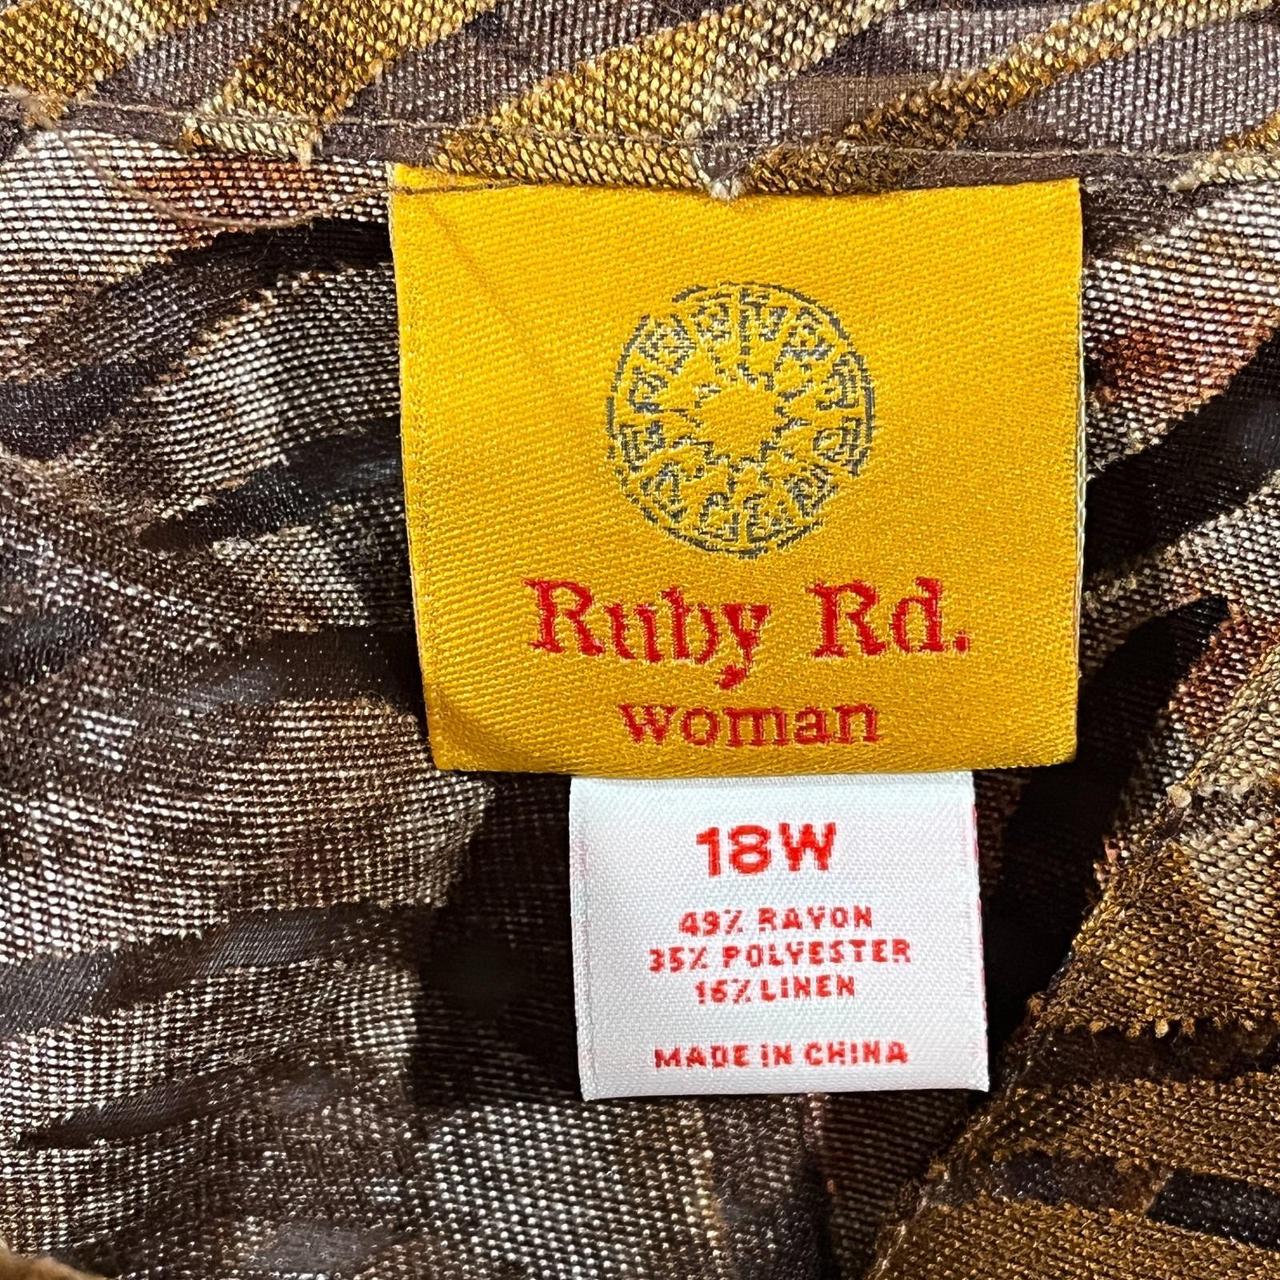 Ruby Rd.
woman
18W
49% RAYON
35% POLYESTER
16% LINEN
MADE IN CHINA